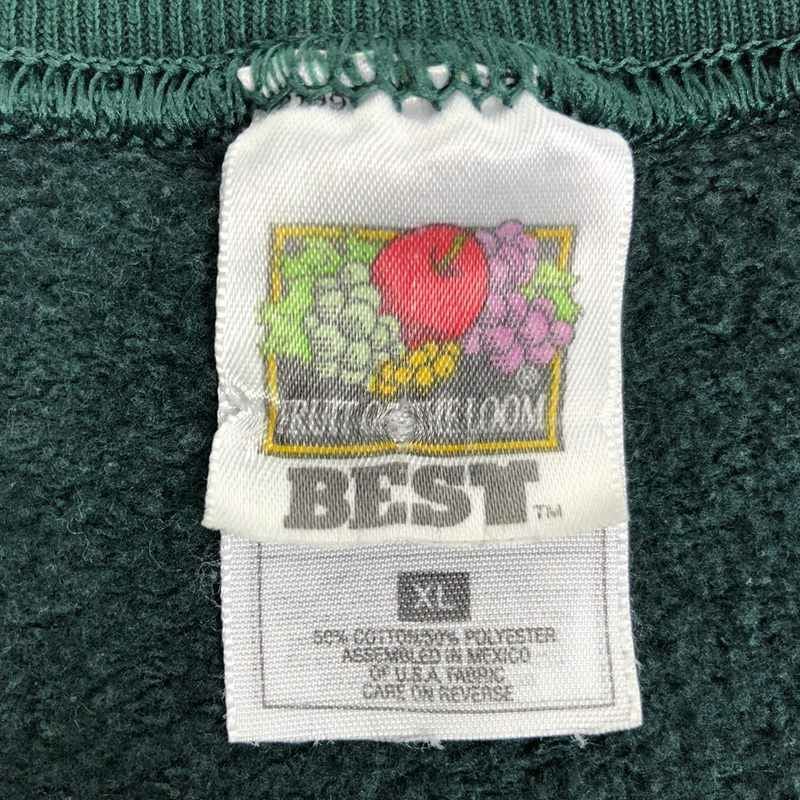 ®
FRUIT OF THE LOOM
BEST™
XL
50% COTTON/50% POLYESTER
ASSEMBLED IN MEXICO
OF U.S.A. FABRIC
CARE ON REVERSE